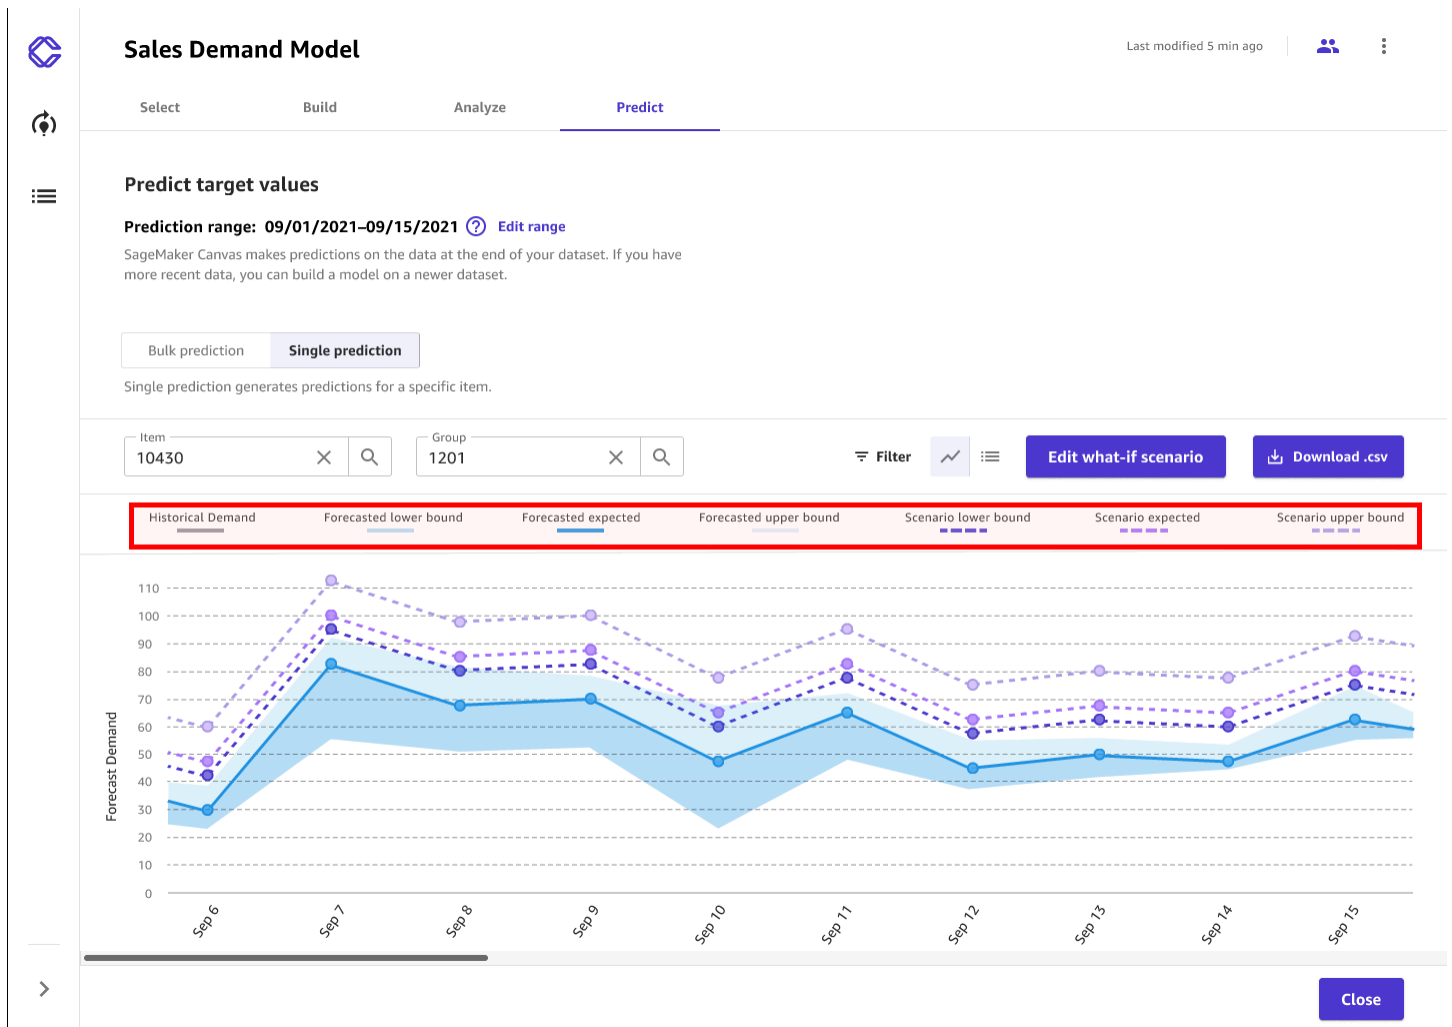 Sales Demand Model
Last modified 5 min ago
Select
Build
Analyze
Predict
Predict target values
Prediction range: 09/01/2021–09/15/2021
?
Edit range
SageMaker Canvas makes predictions on the data at the end of your dataset. If you have
more recent data, you can build a model on a newer dataset.
Bulk prediction
Single prediction
Single prediction generates predictions for a specific item.
Item
10430
Group
1201
Filter
Edit what-if scenario
Download .csv
Historical Demand
Forecasted lower bound
Forecasted expected
Forecasted upper bound
Scenario lower bound
Scenario expected
Scenario upper bound
Forecast Demand
110
100
90
80
70
60
50
40
30
20
10
0
Sep 6
Sep 7
Sep 8
Sep 9
Sep 10
Sep 11
Sep 12
Sep 13
Sep 14
Sep 15
Close